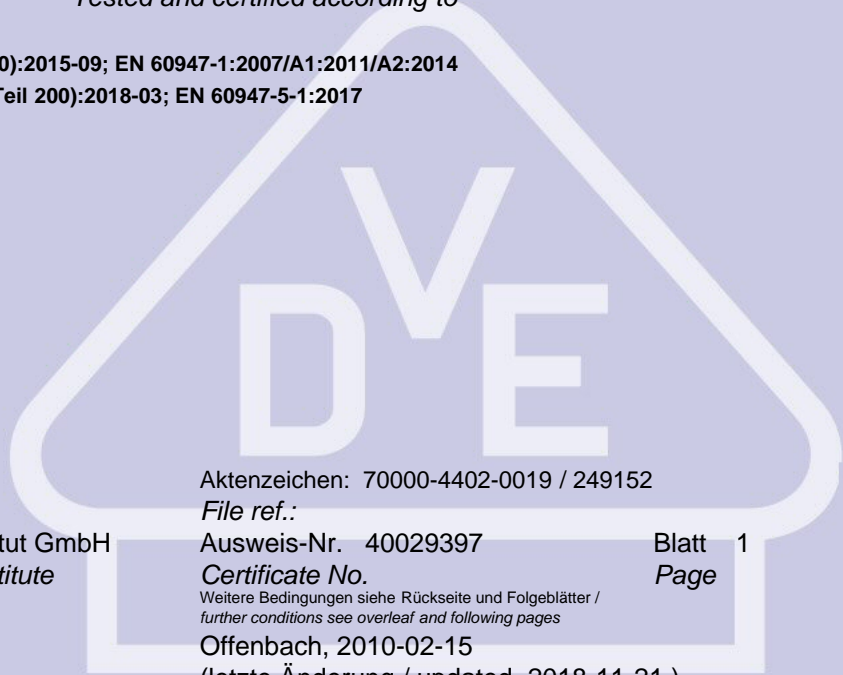 Tested and certified according to
0):2015-09; EN 60947-1:2007/A1:2011/A2:2014
Teil 200):2018-03; EN 60947-5-1:2017
VDE
Aktenzeichen: 70000-4402-0019 / 249152
File ref.:
tut GmbH Ausweis-Nr. 40029397 Blatt 1
titute Certificate No. Page
Weitere Bedingungen siehe Rückseite und Folgeblätter /
further conditions see overleaf and following pages
Offenbach, 2010-02-15
(letzte Änderung / updated 2018-11-21 )